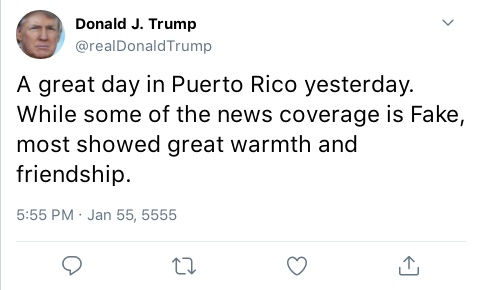 Donald J. Trump
@realDonaldTrump
A great day in Puerto Rico yesterday.
While some of the news coverage is Fake,
most showed great warmth and
friendship.
5:55 PM · Jan 55, 5555